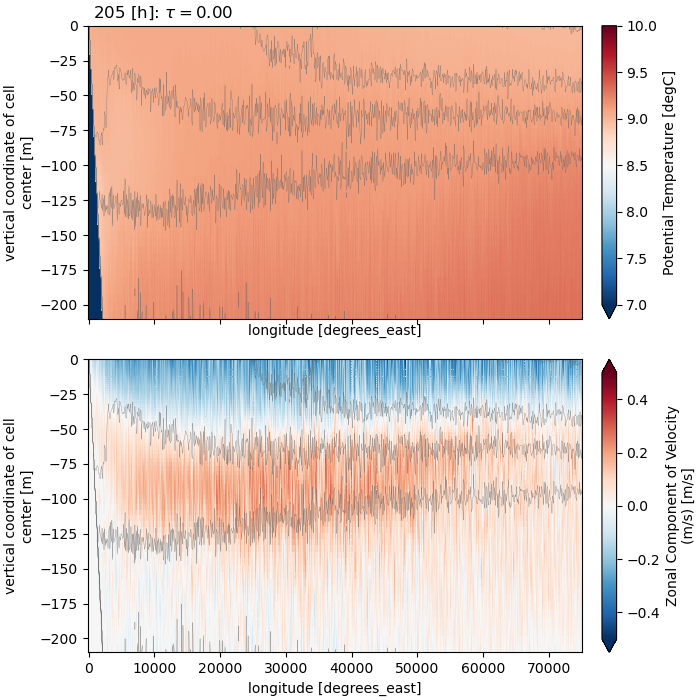 205 [h]: τ = 0.00
0
−25
−50
−75
−100
−125
−150
−175
−200
vertical coordinate of cell
center [m]
longitude [degrees_east]
10.0
9.5
9.0
8.5
8.0
7.5
7.0
Potential Temperature [degC]
0
−25
−50
−75
−100
−125
−150
−175
−200
vertical coordinate of cell
center [m]
0 10000 20000 30000 40000 50000 60000 70000
longitude [degrees_east]
0.4
0.2
0.0
−0.2
−0.4
Zonal Component of Velocity
(m/s) [m/s]